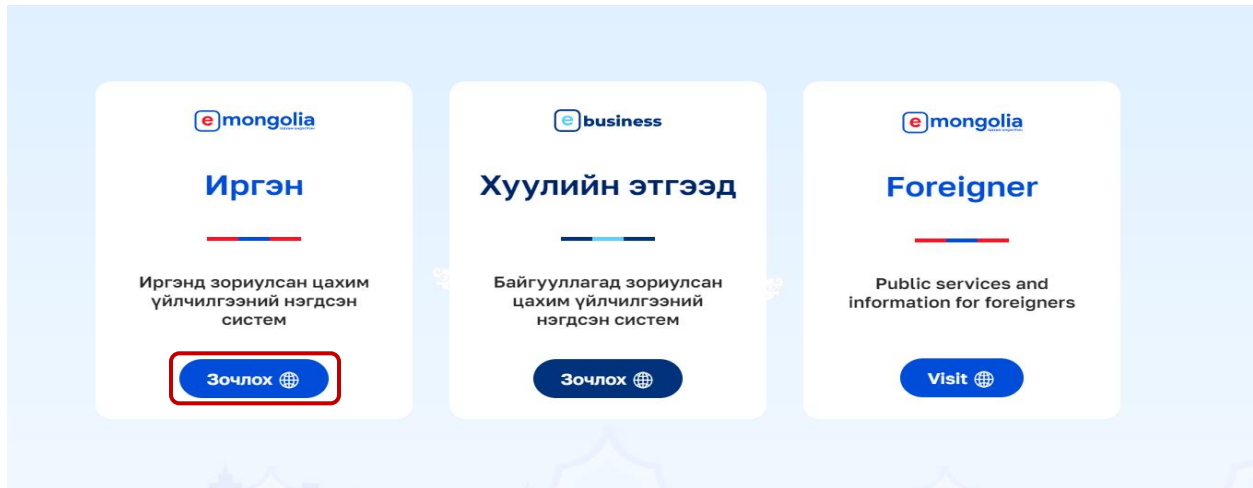 e mongolia
Иргэн
Иргэнд зориулсан цахим
үйлчилгээний нэгдсэн
систем
Зочлох
e business
Хуулийн этгээд
Байгууллагад зориулсан
цахим үйлчилгээний
нэгдсэн систем
Зочлох
e mongolia
Foreigner
Public services and
information for foreigners
Visit